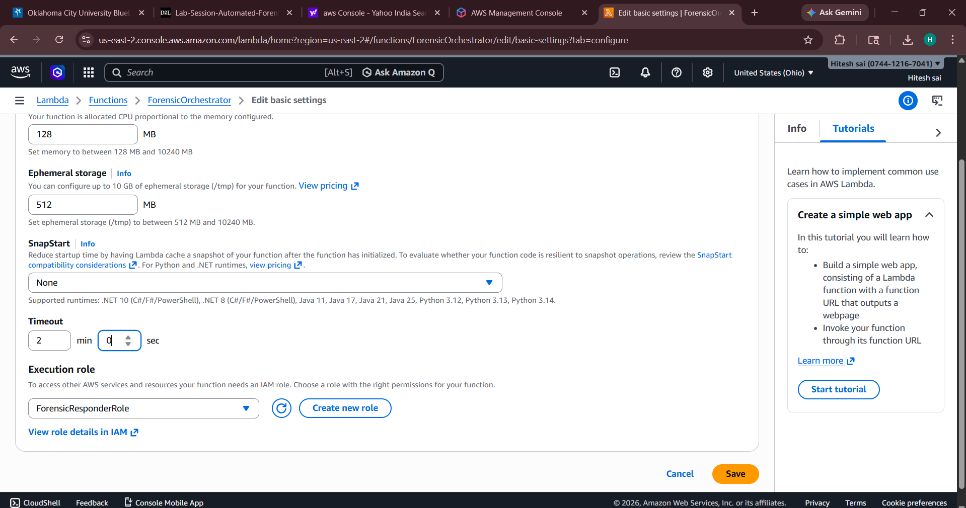 Oklahoma City University Blue
Lab-Session-Automated-Foren
aws Console - Yahoo India Sea
AWS Management Console
Edit basic settings | ForensicOr
Ask Gemini
us-east-2.console.aws.amazon.com/lambda/home?region=us-east-2#/functions/ForensicOrchestrator/edit/basic-settings?tab=configure
H
aws
Search
[Alt+S]
Ask Amazon Q
United States (Ohio)
Hitesh sai (0744-1216-7041)
Hitesh sai
Lambda
Functions
ForensicOrchestrator
Edit basic settings
Your function is allocated CPU proportional to the memory configured.
128 MB
Set memory to between 128 MB and 10240 MB
Ephemeral storage Info
You can configure up to 10 GB of ephemeral storage (/tmp) for your function. View pricing
512 MB
Set ephemeral storage (/tmp) to between 512 MB and 10240 MB.
SnapStart Info
Reduce startup time by having Lambda cache a snapshot of your function after the function has initialized. To evaluate whether your function code is resilient to snapshot operations, review the SnapStart
compatibility considerations. For Python and .NET runtimes, view pricing.
None
Supported runtimes: .NET 10 (C#/F#/PowerShell), .NET 8 (C#/F#/PowerShell), Java 11, Java 17, Java 21, Java 25, Python 3.12, Python 3.13, Python 3.14.
Timeout
2 min 0 sec
Execution role
To access other AWS services and resources your function needs an IAM role. Choose a role with the right permissions for your function.
ForensicResponderRole
Create new role
View role details in IAM
Cancel
Save
Info
Tutorials
Learn how to implement common use
cases in AWS Lambda.
Create a simple web app
In this tutorial you will learn how
to:
• Build a simple web app,
consisting of a Lambda
function with a function
URL that outputs a
webpage
• Invoke your function
through its function URL
Learn more
Start tutorial
CloudShell
Feedback
Console Mobile App
© 2026, Amazon Web Services, Inc. or its affiliates.
Privacy
Terms
Cookie preferences